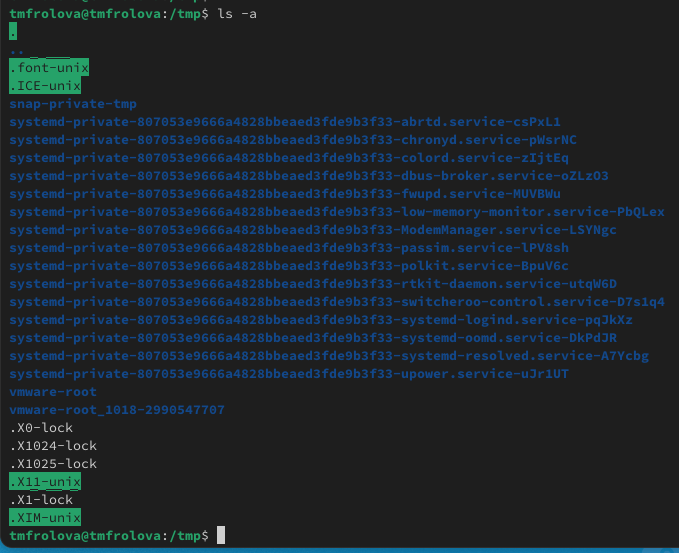 tmfrolova@tmfrolova:/tmp$ ls -a
.
..
.font-unix
.ICE-unix
snap-private-tmp
systemd-private-807053e9666a4828bbeaed3fde9b3f33-abrtd.service-csPxL1
systemd-private-807053e9666a4828bbeaed3fde9b3f33-chronyd.service-pWsrNC
systemd-private-807053e9666a4828bbeaed3fde9b3f33-colord.service-zIjtEq
systemd-private-807053e9666a4828bbeaed3fde9b3f33-dbus-broker.service-oZLzO3
systemd-private-807053e9666a4828bbeaed3fde9b3f33-fwupd.service-MUVBWu
systemd-private-807053e9666a4828bbeaed3fde9b3f33-low-memory-monitor.service-PbQLex
systemd-private-807053e9666a4828bbeaed3fde9b3f33-ModemManager.service-LSYNgc
systemd-private-807053e9666a4828bbeaed3fde9b3f33-passim.service-lPV8sh
systemd-private-807053e9666a4828bbeaed3fde9b3f33-polkit.service-BpuV6c
systemd-private-807053e9666a4828bbeaed3fde9b3f33-rtkit-daemon.service-utqW6D
systemd-private-807053e9666a4828bbeaed3fde9b3f33-switcheroo-control.service-D7s1q4
systemd-private-807053e9666a4828bbeaed3fde9b3f33-systemd-logind.service-pqJkXz
systemd-private-807053e9666a4828bbeaed3fde9b3f33-systemd-oomd.service-DkPdJR
systemd-private-807053e9666a4828bbeaed3fde9b3f33-systemd-resolved.service-A7Ycbg
systemd-private-807053e9666a4828bbeaed3fde9b3f33-upower.service-uJr1UT
vmware-root
vmware-root_1018-2990547707
.X0-lock
.X1024-lock
.X1025-lock
.X11-unix
.X1-lock
.XIM-unix
tmfrolova@tmfrolova:/tmp$